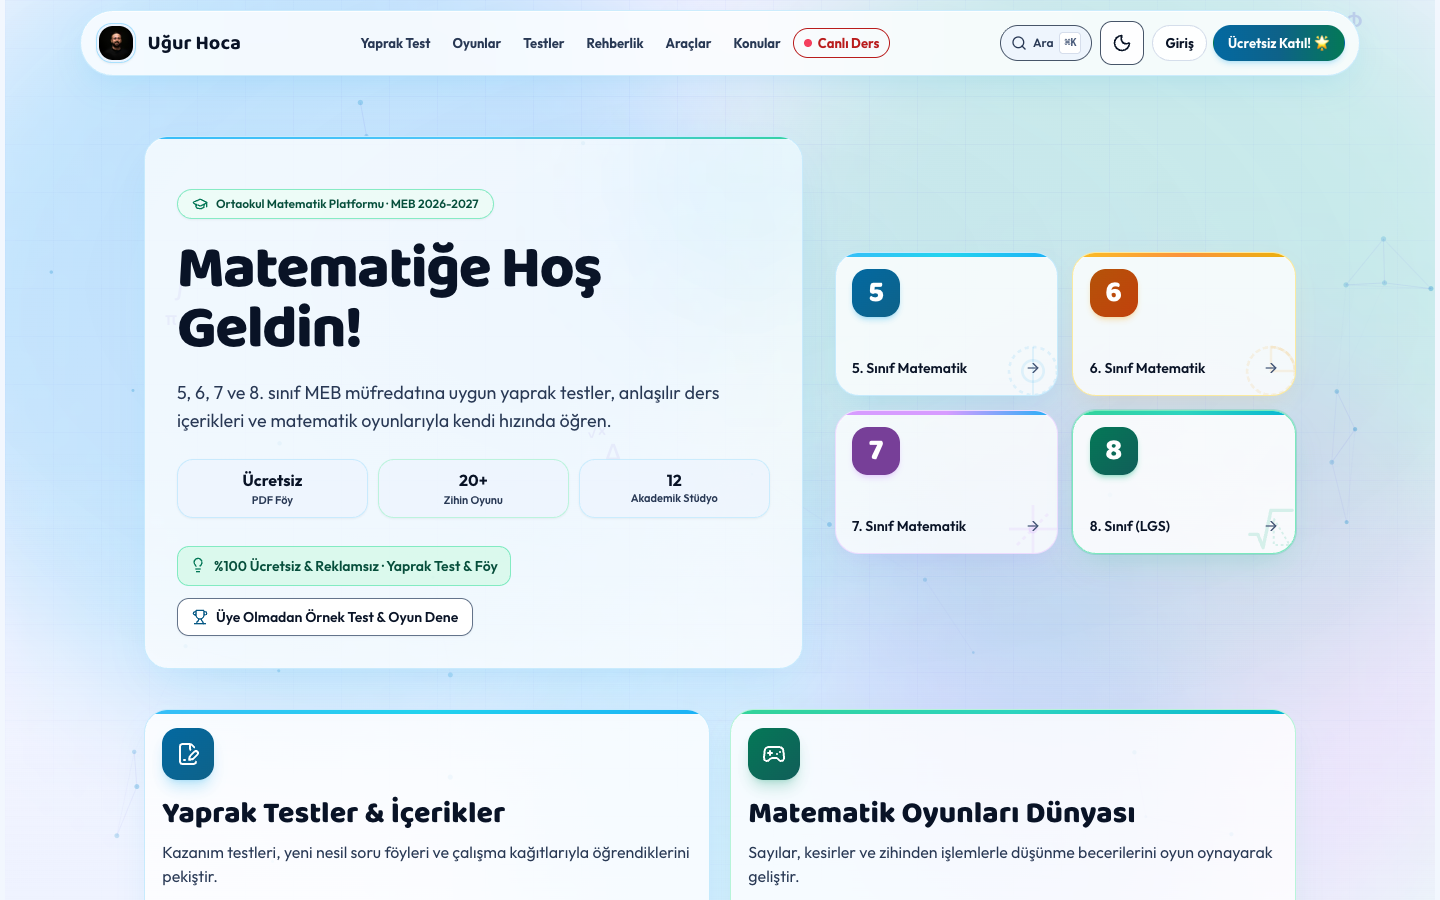 Uğur Hoca
Yaprak Test
Oyunlar
Testler
Rehberlik
Araçlar
Konular
Canlı Ders
Ara
⌘K
Giriş
Ücretsiz Katıl! 🌟
Ortaokul Matematik Platformu · MEB 2026-2027
Matematiğe Hoş
Geldin!
5, 6, 7 ve 8. sınıf MEB müfredatına uygun yaprak testler, anlaşılır ders
içerikleri ve matematik oyunlarıyla kendi hızında öğren.
Ücretsiz
PDF Föy
20+
Zihin Oyunu
12
Akademik Stüdyo
%100 Ücretsiz & Reklamsız · Yaprak Test & Föy
Üye Olmadan Örnek Test & Oyun Dene
5
5. Sınıf Matematik
6
6. Sınıf Matematik
7
7. Sınıf Matematik
8
8. Sınıf (LGS)
Yaprak Testler & İçerikler
Kazanım testleri, yeni nesil soru föyleri ve çalışma kağıtlarıyla öğrendiklerini
pekiştir.
Matematik Oyunları Dünyası
Sayılar, kesirler ve zihinden işlemlerle düşünme becerilerini oyun oynayarak
geliştir.